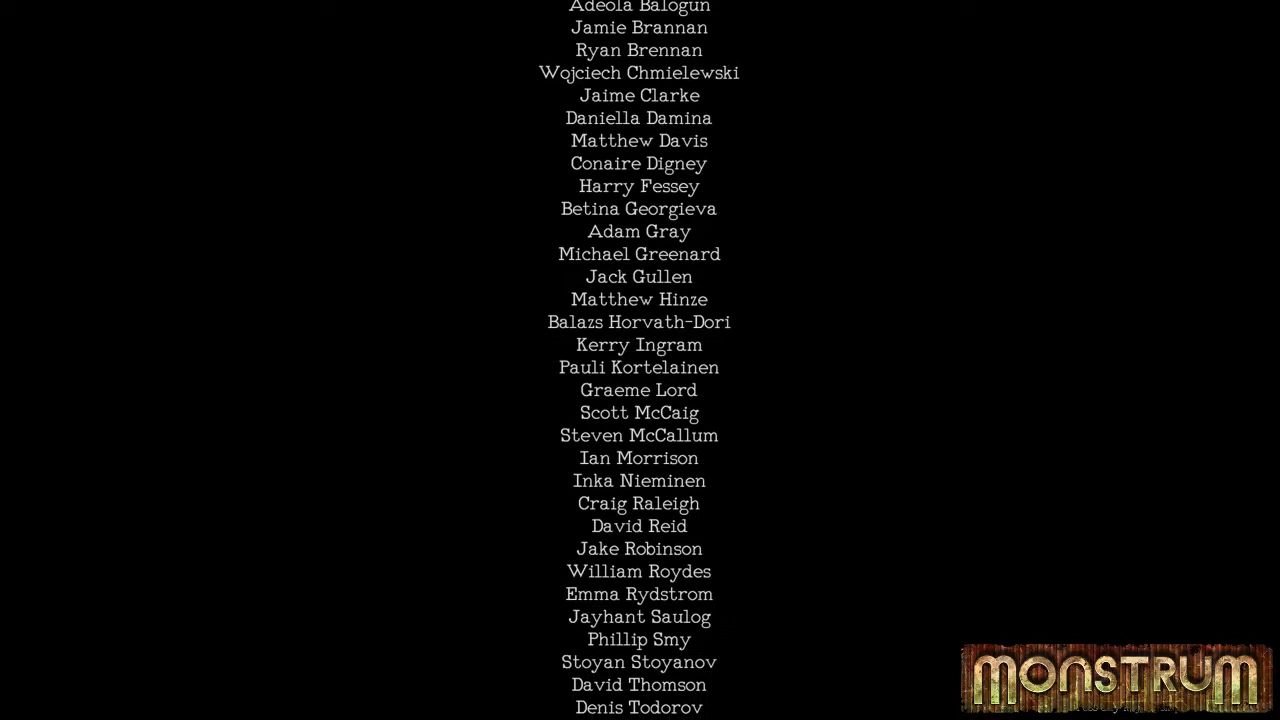 Adeola Balogun
Jamie Brannan
Ryan Brennan
Wojciech Chmielewski
Jaime Clarke
Daniella Damina
Matthew Davis
Conaire Digney
Harry Fessey
Betina Georgieva
Adam Gray
Michael Greenard
Jack Gullen
Matthew Hinze
Balazs Horvath-Dori
Kerry Ingram
Pauli Kortelainen
Graeme Lord
Scott McCaig
Steven McCallum
Ian Morrison
Inka Nieminen
Craig Raleigh
David Reid
Jake Robinson
William Roydes
Emma Rydstrom
Jayhant Saulog
Phillip Smy
Stoyan Stoyanov
David Thomson
Denis Todorov
MONSTRUM